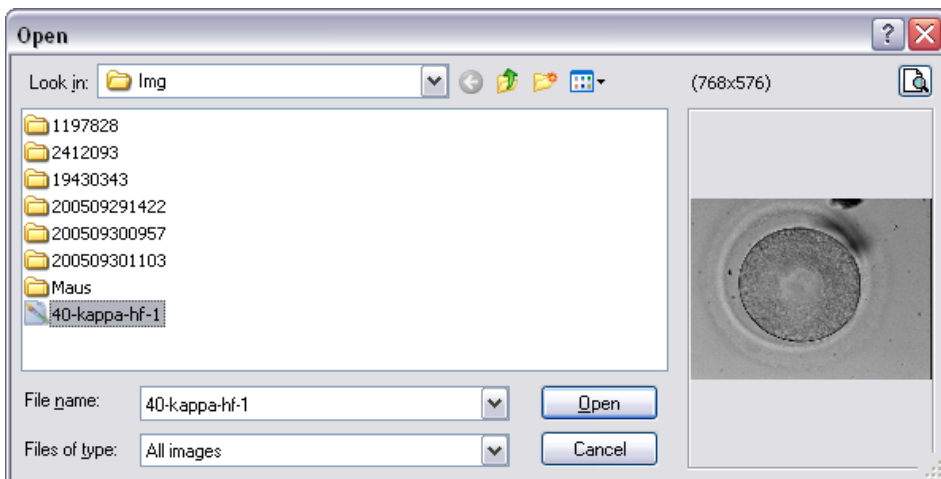 Open
Look in: Img
(768x576)
1197828
2412093
19430343
200509291422
200509300957
200509301103
Maus
40-kappa-hf-1
File name: 40-kappa-hf-1 Open
Files of type: All images Cancel